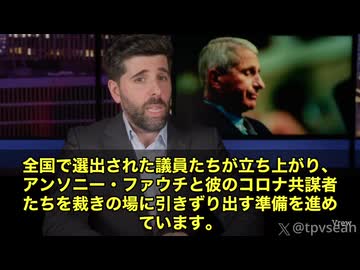 全国で選出された議員たちが立ち上がり、
アンソニー・ファウチと彼のコロナ共謀者
たちを裁きの場に引きずり出す準備を進め
ています。
Vrew
X @tpvsean